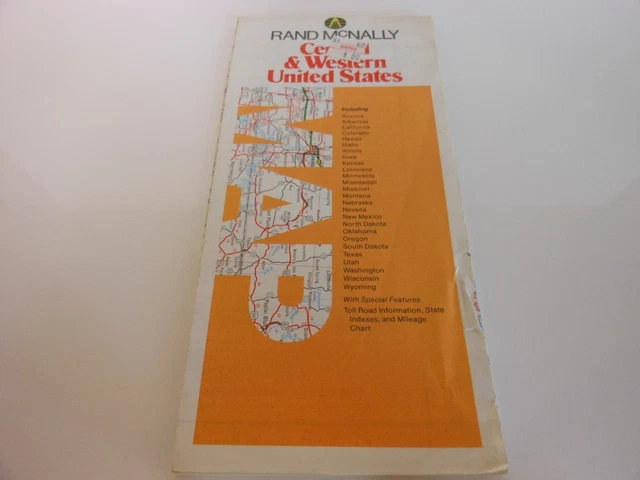 RAND McNALLY
Central
& Western
United States
MAP
Including
Arizona
Arkansas
California
Colorado
Hawaii
Idaho
Illinois
Iowa
Kansas
Louisiana
Minnesota
Mississippi
Missouri
Montana
Nebraska
Nevada
New Mexico
North Dakota
Oklahoma
Oregon
South Dakota
Texas
Utah
Washington
Wisconsin
Wyoming
With Special Features
Toll Road Information, State
Indexes, and Mileage
Chart